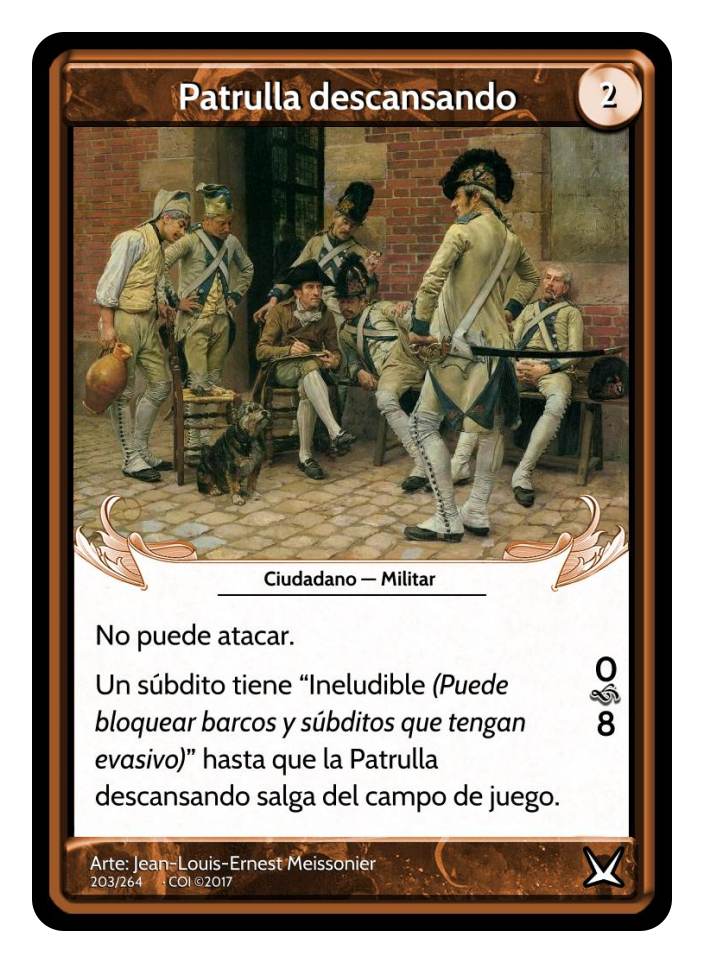 Patrulla descansando
2
Ciudadano — Militar
No puede atacar.
Un súbdito tiene “Ineludible (Puede
bloquear barcos y súbditos que tengan
evasivo)” hasta que la Patrulla
descansando salga del campo de juego.
0
8
Arte: Jean-Louis-Ernest Meissonier
203/264 · COI ©2017